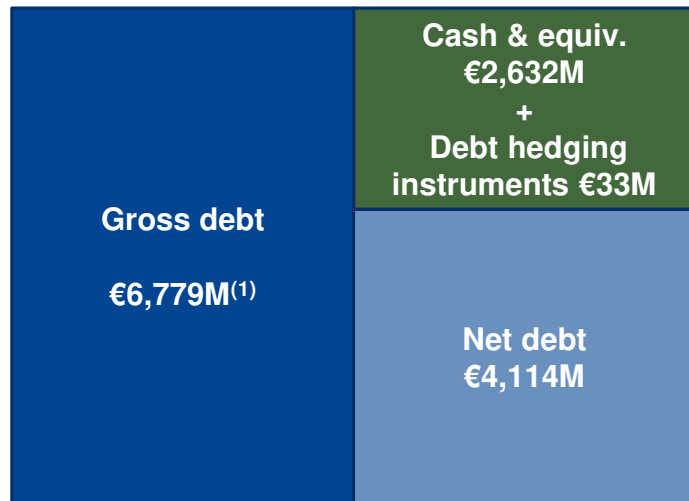 Gross debt
€6,779M(1)
Cash & equiv.
€2,632M
+
Debt hedging
instruments €33M
Net debt
€4,114M